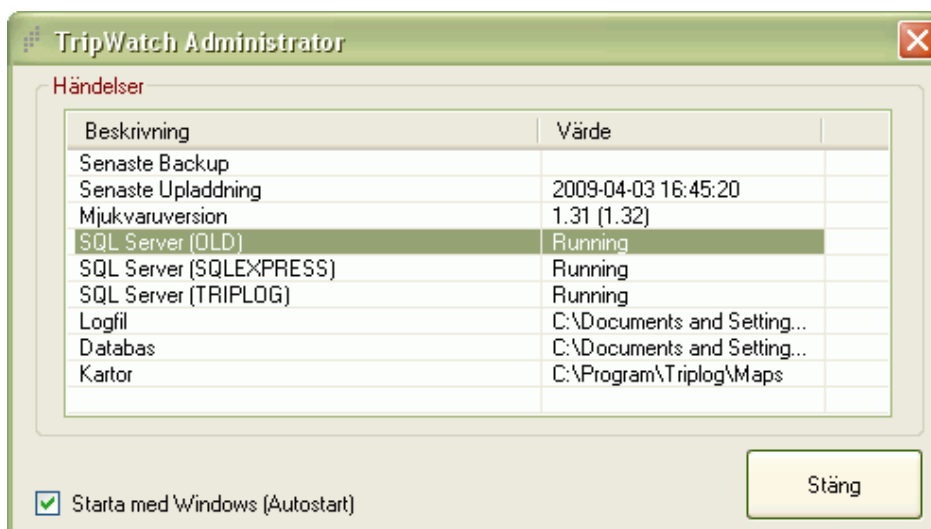 TripWatch Administrator
Händelser
Beskrivning Värde
Senaste Backup
Senaste Upladdning 2009-04-03 16:45:20
Mjukvaruversion 1.31 (1.32)
SQL Server (OLD) Running
SQL Server (SQLEXPRESS) Running
SQL Server (TRIPLOG) Running
Logfil C:\Documents and Setting...
Databas C:\Documents and Setting...
Kartor C:\Program\Triplog\Maps
Stäng
Starta med Windows (Autostart)